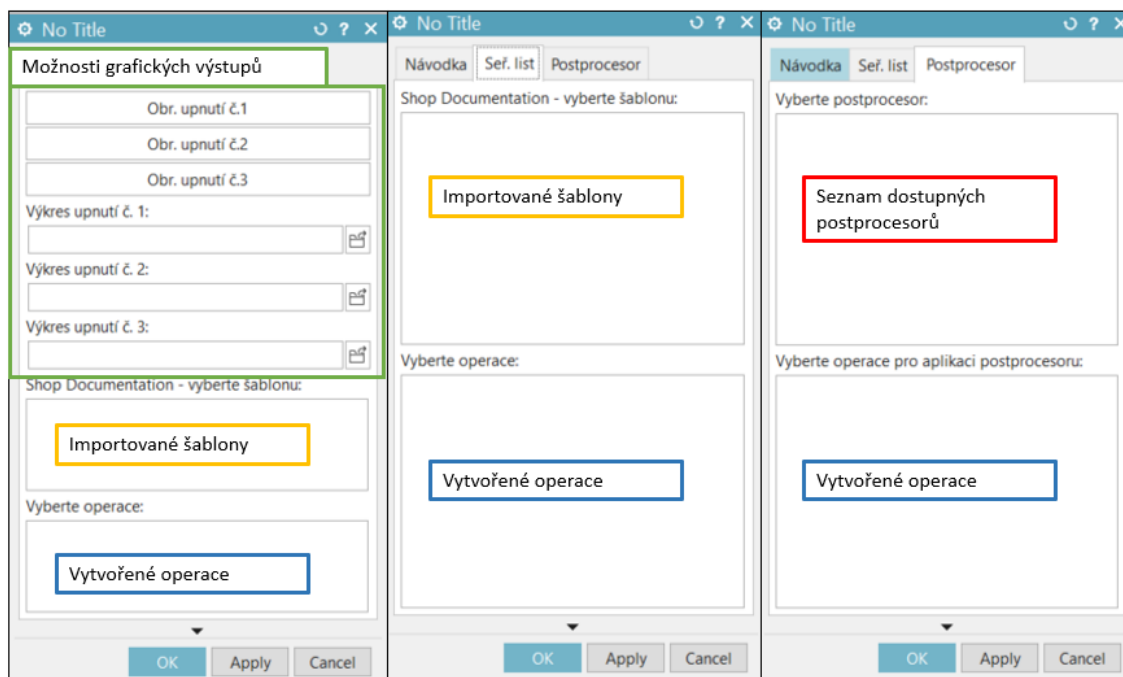 No Title
Možnosti grafických výstupů
Obr. upnutí č.1
Obr. upnutí č.2
Obr. upnutí č.3
Výkres upnutí č. 1:
Výkres upnutí č. 2:
Výkres upnutí č. 3:
Shop Documentation - vyberte šablonu:
Importované šablony
Vyberte operace:
Vytvořené operace
OK Apply Cancel
No Title
Návodka Seř. list Postprocesor
Shop Documentation - vyberte šablonu:
Importované šablony
Vyberte operace:
Vytvořené operace
OK Apply Cancel
No Title
Návodka Seř. list Postprocesor
Vyberte postprocesor:
Seznam dostupných
postprocesorů
Vyberte operace pro aplikaci postprocesoru:
Vytvořené operace
OK Apply Cancel